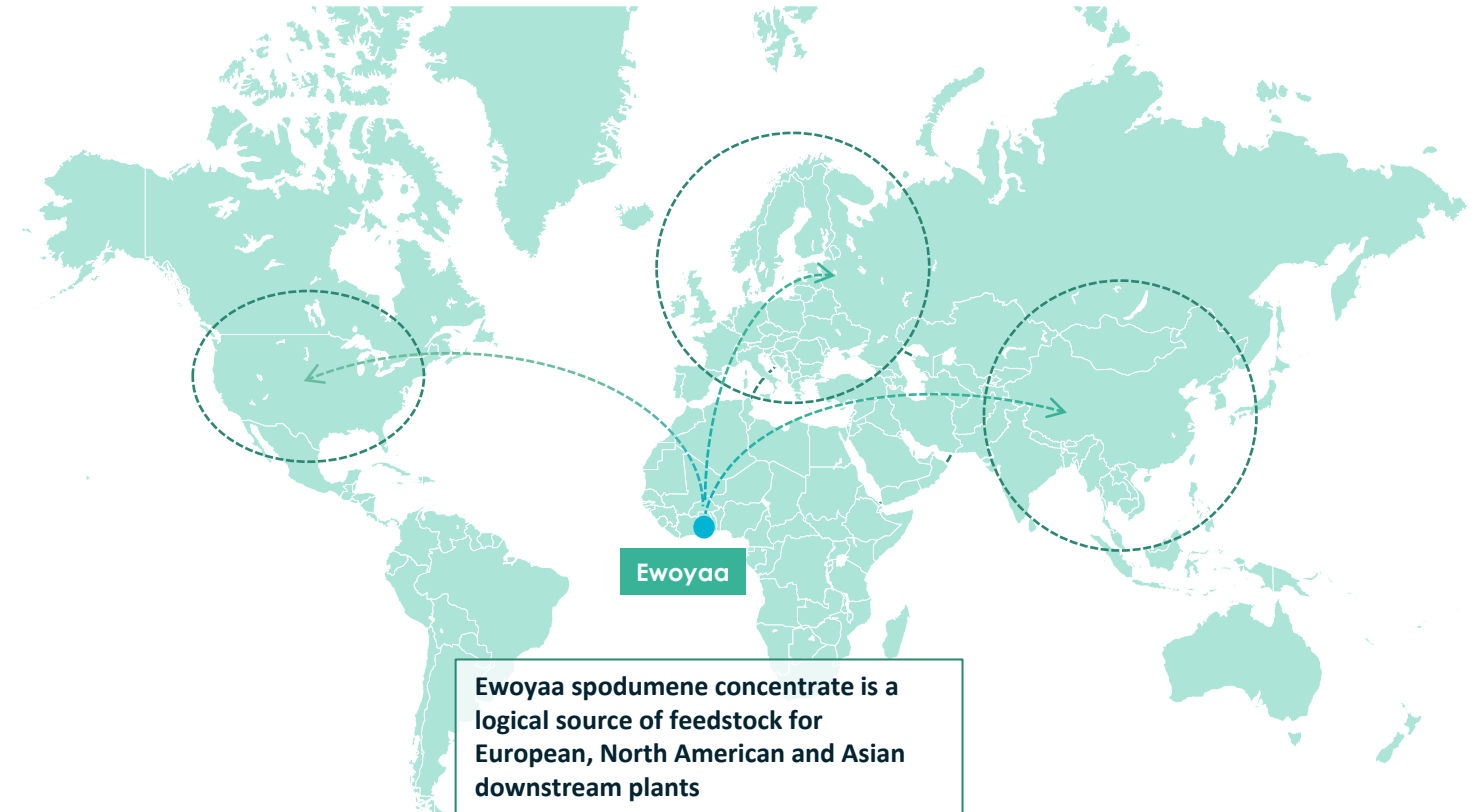 Ewoyaa
Ewoyaa spodumene concentrate is a
logical source of feedstock for
European, North American and Asian
downstream plants